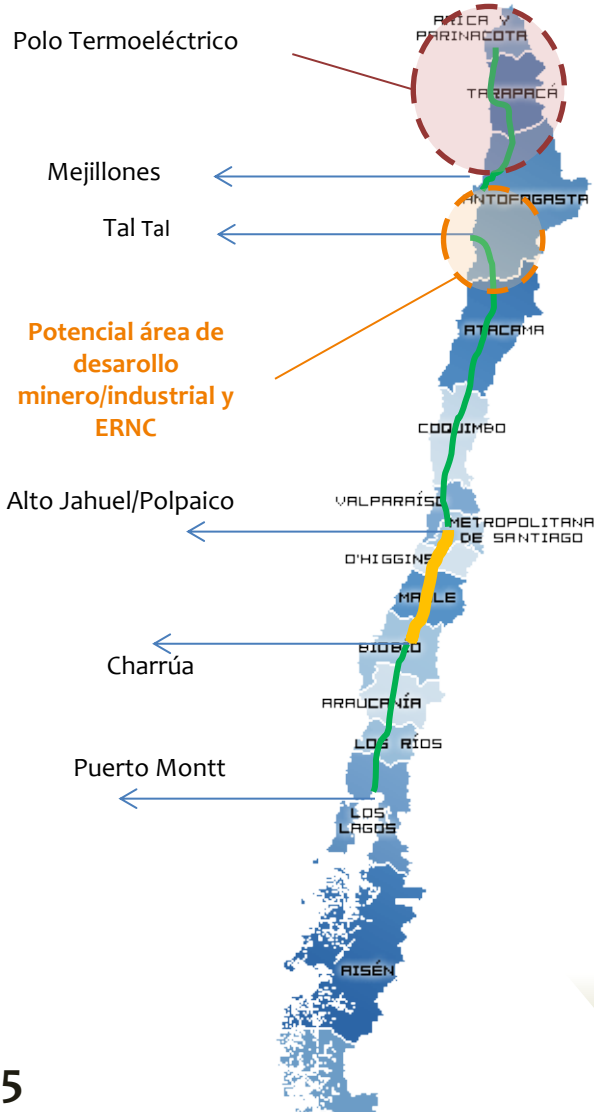 ARICA Y
PARINACOTA
Polo Termoeléctrico
TARAPACÁ
Mejillones
ANTOFAGASTA
Tal Tal
Potencial área de
desarollo
minero/industrial y
ERNC
ATACAMA
COQUIMBO
Alto Jahuel/Polpaico
VALPARAÍSO
METROPOLITANA
DE SANTIAGO
O'HIGGINS
MAULE
BIOBIO
Charrúa
ARAUCANÍA
LOS RÍOS
Puerto Montt
LOS
LAGOS
AISÉN
5